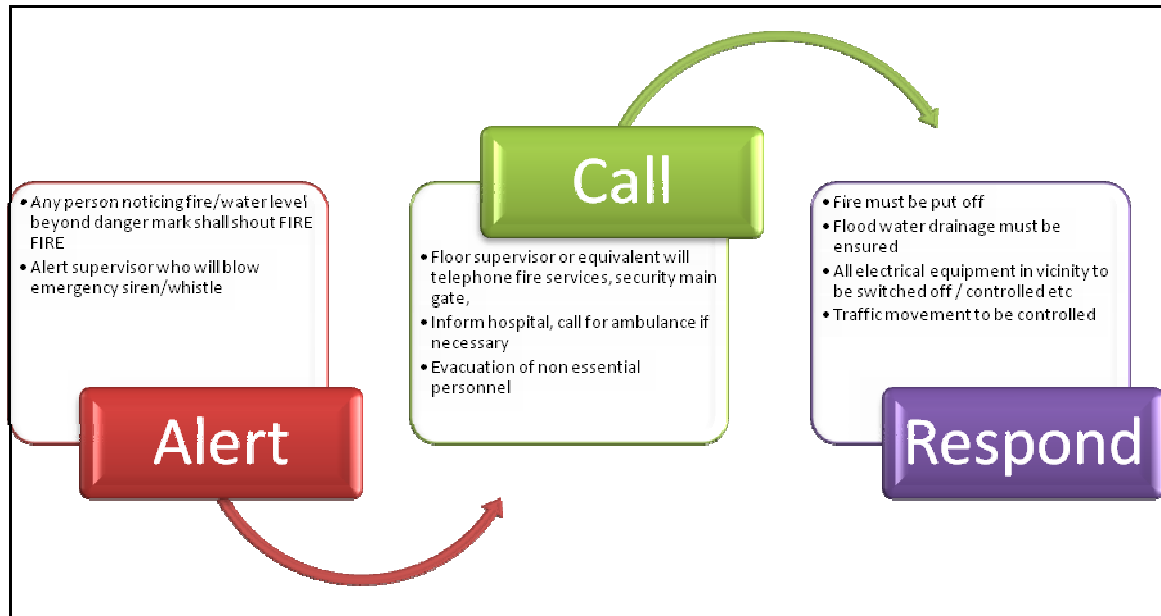 • Any person noticing fire/water level
beyond danger mark shall shout FIRE
FIRE
• Alert supervisor who will blow
emergency siren/whistle
Alert
Call
• Floor supervisor or equivalent will
telephone fire services, security main
gate,
• Inform hospital, call for ambulance if
necessary
• Evacuation of non essential
personnel
• Fire must be put off
• Flood water drainage must be
ensured
• All electrical equipment in vicinity to
be switched off / controlled etc
• Traffic movement to be controlled
Respond